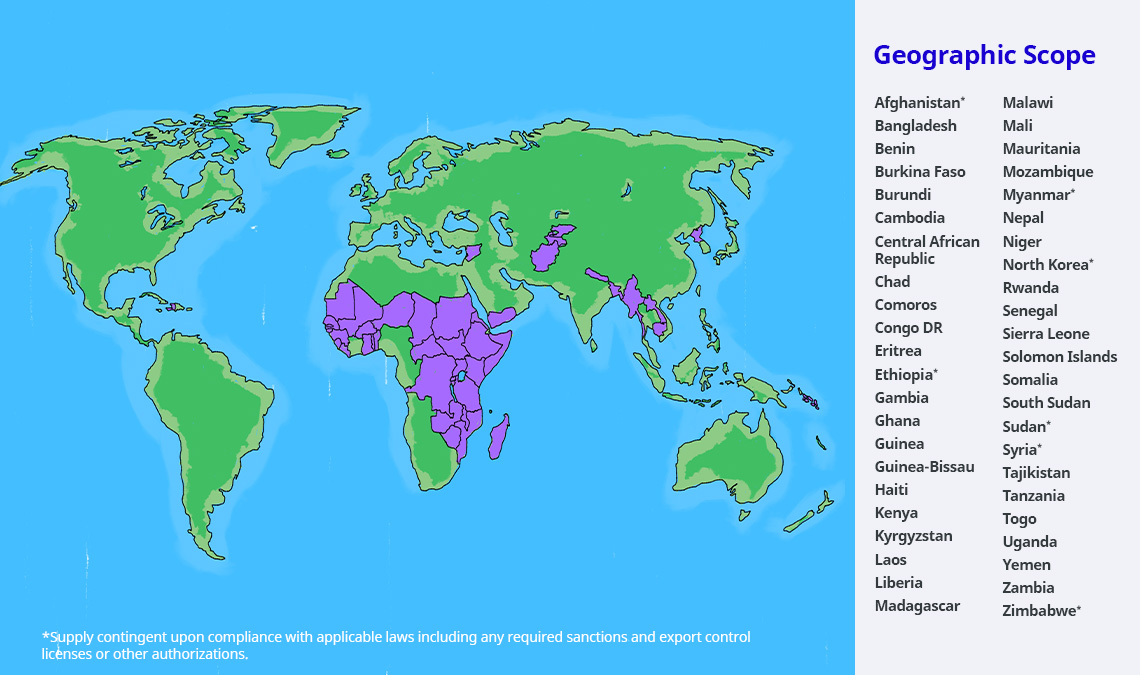 Geographic Scope
Afghanistan*
Bangladesh
Benin
Burkina Faso
Burundi
Cambodia
Central African
Republic
Chad
Comoros
Congo DR
Eritrea
Ethiopia*
Gambia
Ghana
Guinea
Guinea-Bissau
Haiti
Kenya
Kyrgyzstan
Laos
Liberia
Madagascar
Malawi
Mali
Mauritania
Mozambique
Myanmar*
Nepal
Niger
North Korea*
Rwanda
Senegal
Sierra Leone
Solomon Islands
Somalia
South Sudan
Sudan*
Syria*
Tajikistan
Tanzania
Togo
Uganda
Yemen
Zambia
Zimbabwe*
*Supply contingent upon compliance with applicable laws including any required sanctions and export control
licenses or other authorizations.